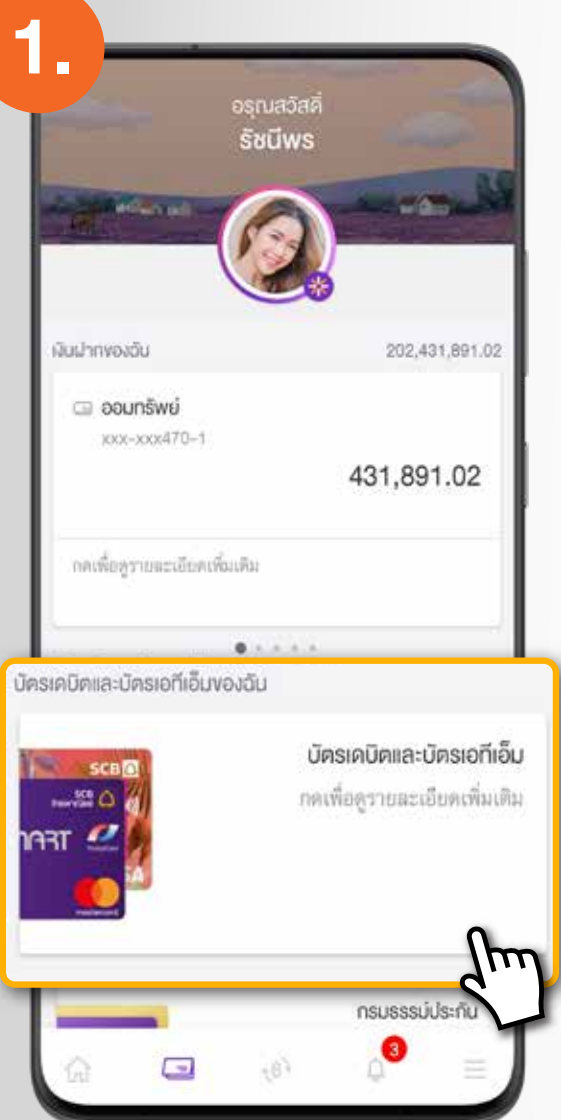 1.
อรุณสวัสดิ์
รัชนีพร
เงินฝากของฉัน
202,431,891.02
ออมทรัพย์
xxx-xxx470-1
431,891.02
กดเพื่อดูรายละเอียดเพิ่มเติม
บัตรเดบิตและบัตรเอทีเอ็มของฉัน
SCB
SCB
MART
VISA
mastercard
บัตรเดบิตและบัตรเอทีเอ็ม
กดเพื่อดูรายละเอียดเพิ่มเติม
กรมธรรม์ประกัน
3